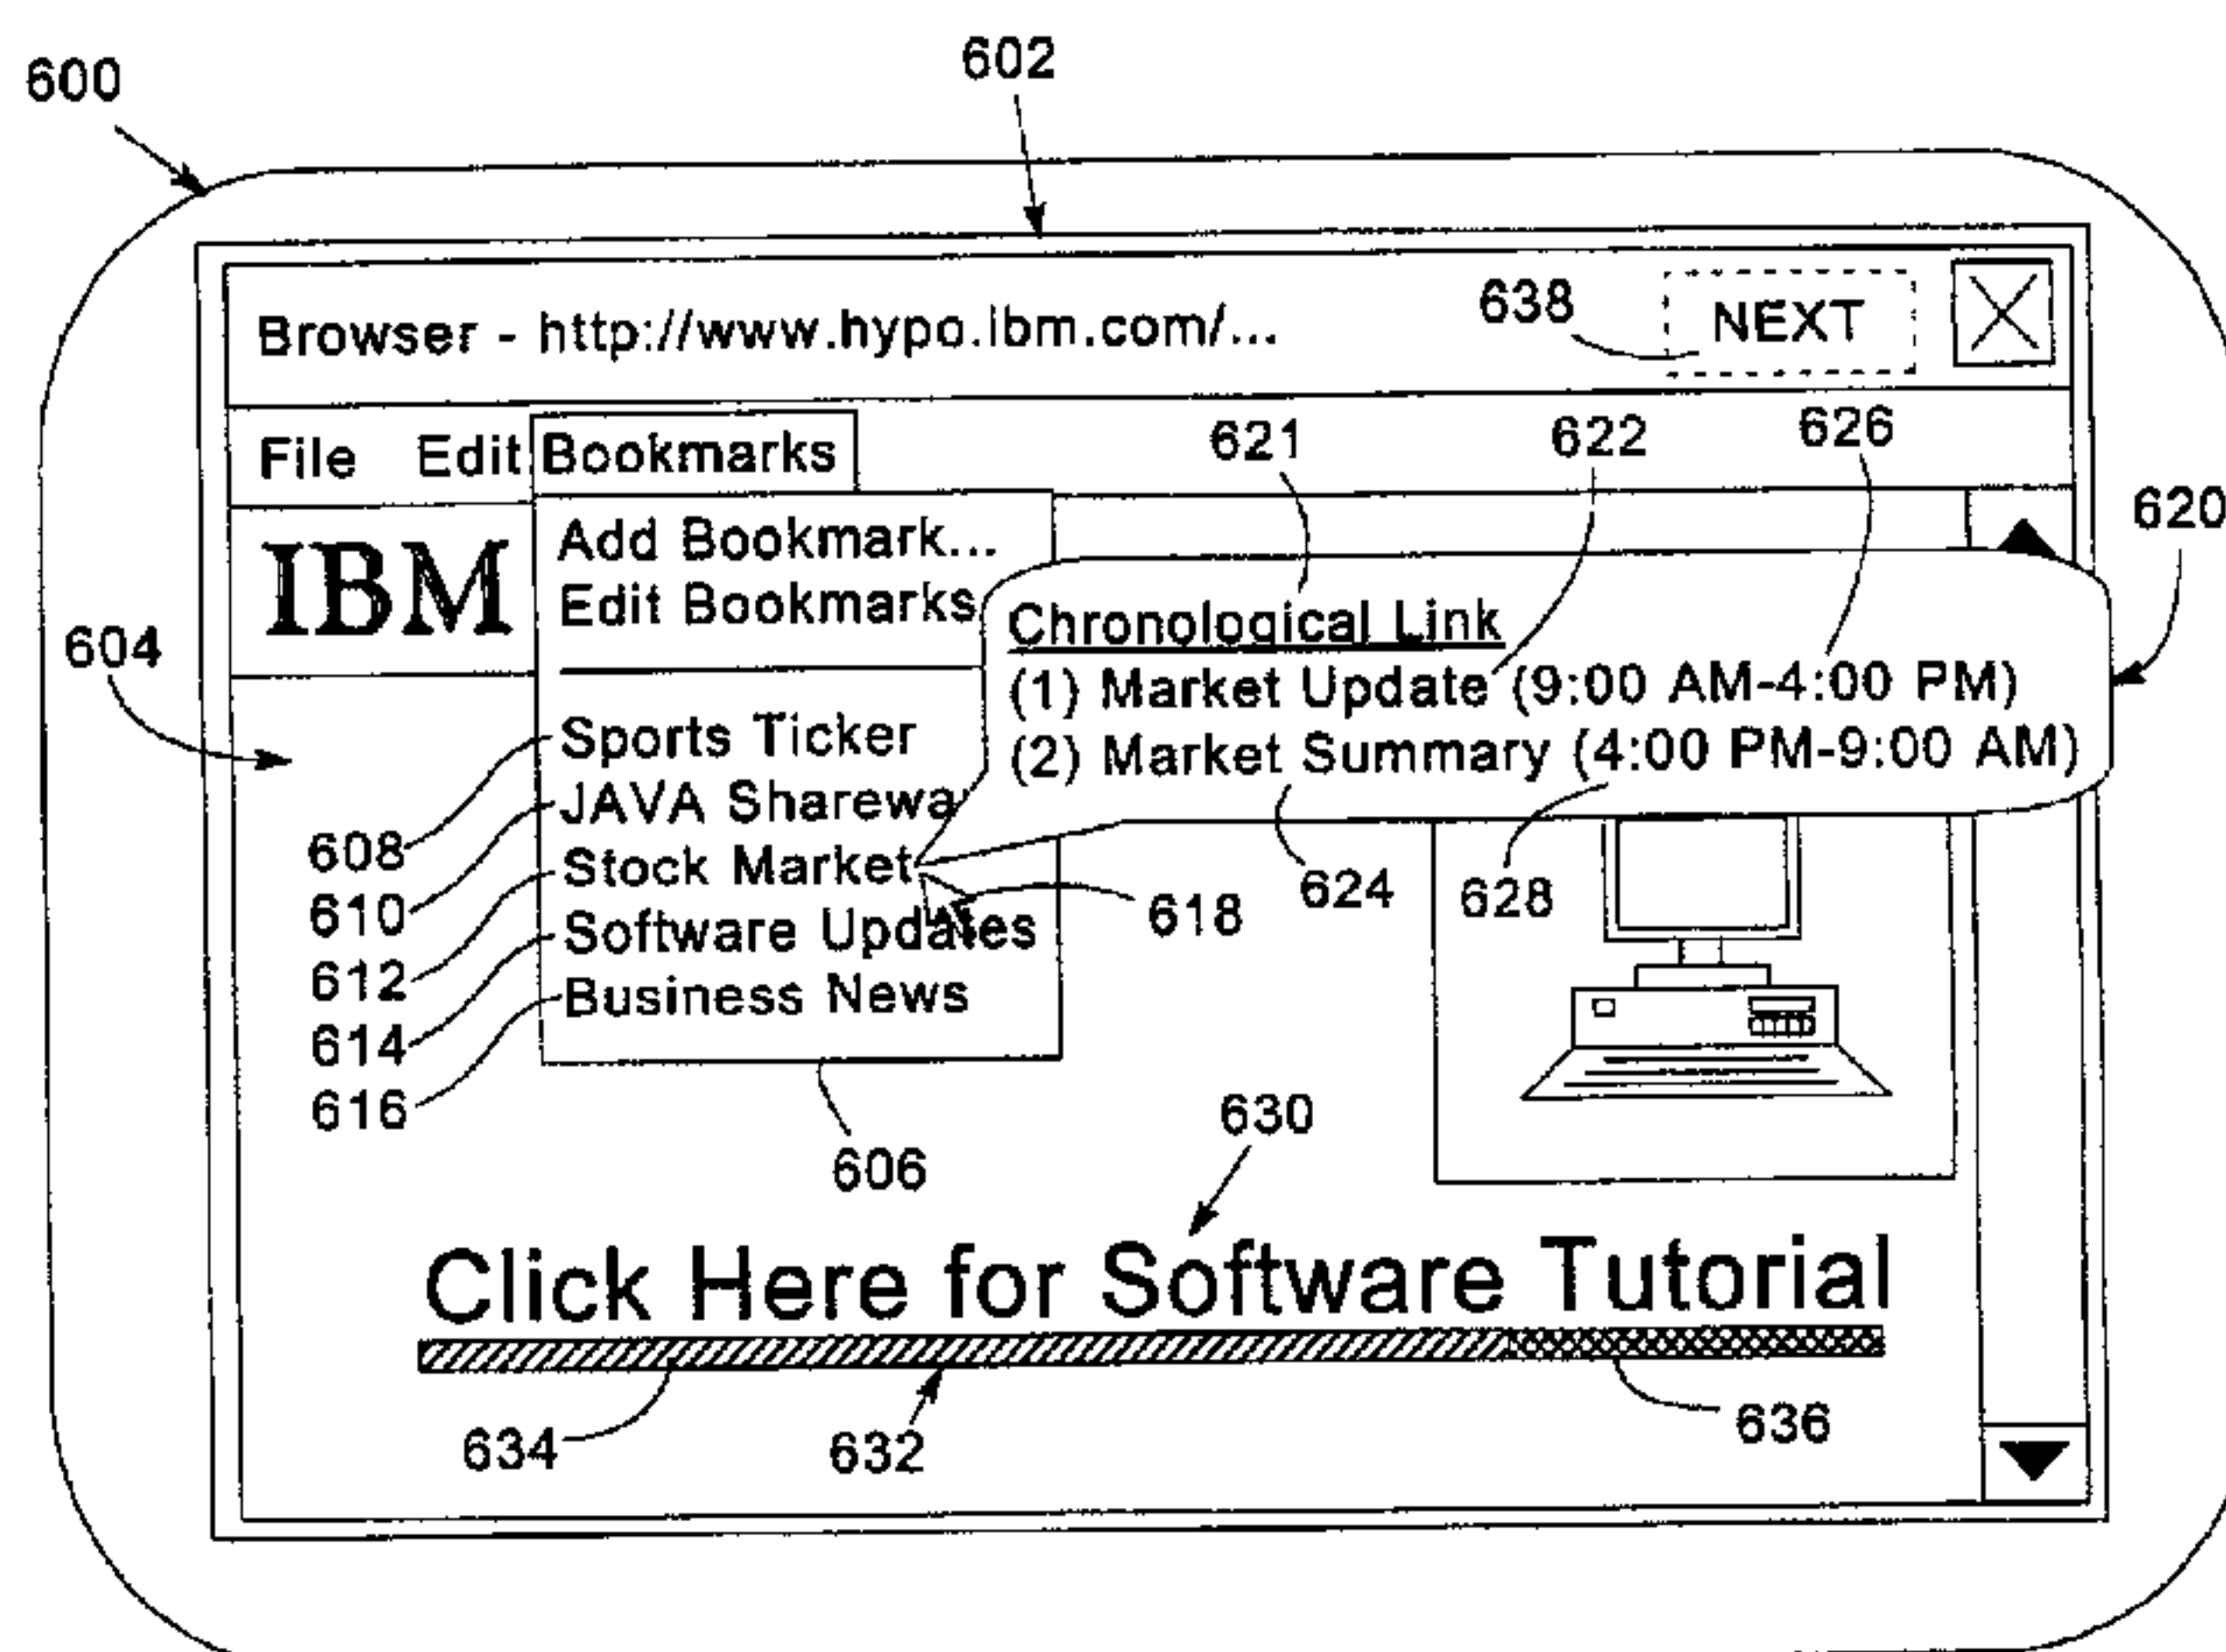 600
602
Browser - http://www.hypo.ibm.com/...
638
NEXT
File Edit Bookmarks
621
622
626
620
IBM
Add Bookmark...
Edit Bookmarks
604
Chronological Link
(1) Market Update (9:00 AM-4:00 PM)
(2) Market Summary (4:00 PM-9:00 AM)
Sports Ticker
JAVA Sharewa
Stock Market
Software Updates
Business News
608
610
612
614
616
618
624
628
606
630
Click Here for Software Tutorial
634
632
636